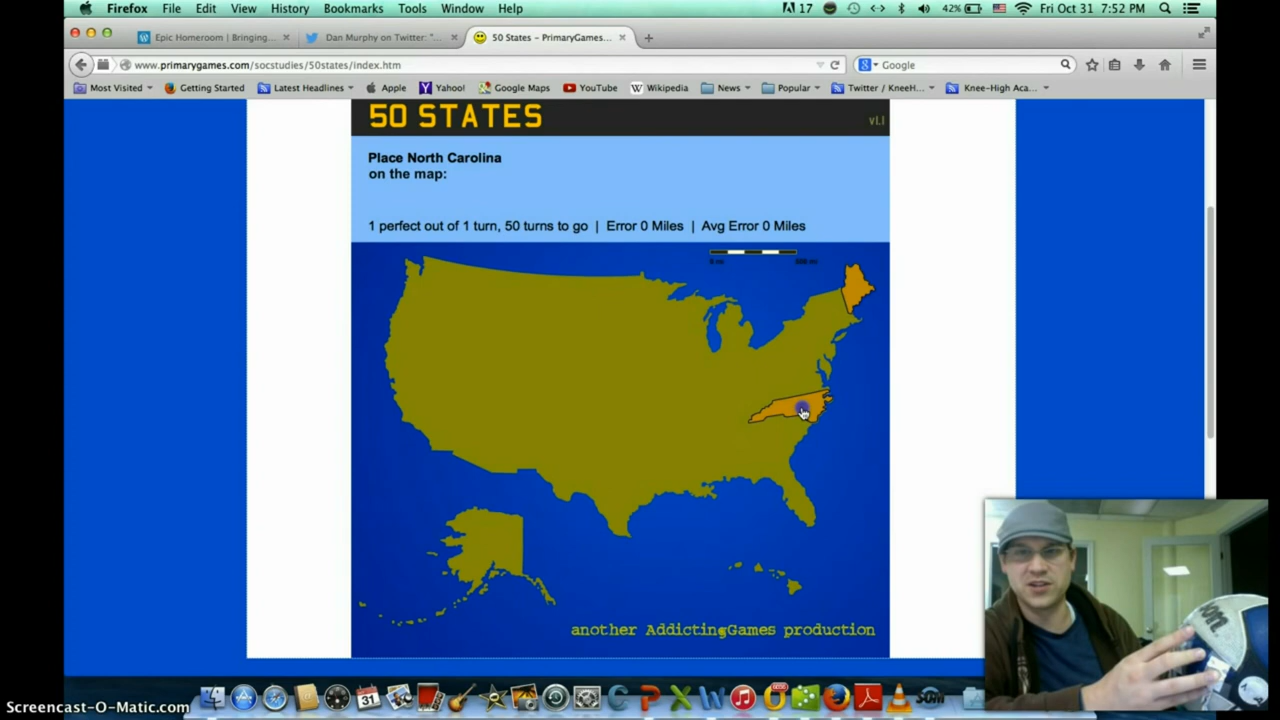 Firefox File Edit View History Bookmarks Tools Window Help 17 42% Fri Oct 31 7:52 PM
Epic Homeroom | Bringing... Dan Murphy on Twitter: "... 50 States – PrimaryGames...
www.primarygames.com/socstudies/50states/index.htm Google
Most Visited Getting Started Latest Headlines Apple Yahoo! Google Maps YouTube Wikipedia News Popular Twitter / KneeH... Knee-High Aca...
50 STATES
v1.1
Place North Carolina
on the map:
1 perfect out of 1 turn, 50 turns to go | Error 0 Miles | Avg Error 0 Miles
another AddictingGames production
31
Screencast-O-Matic.com